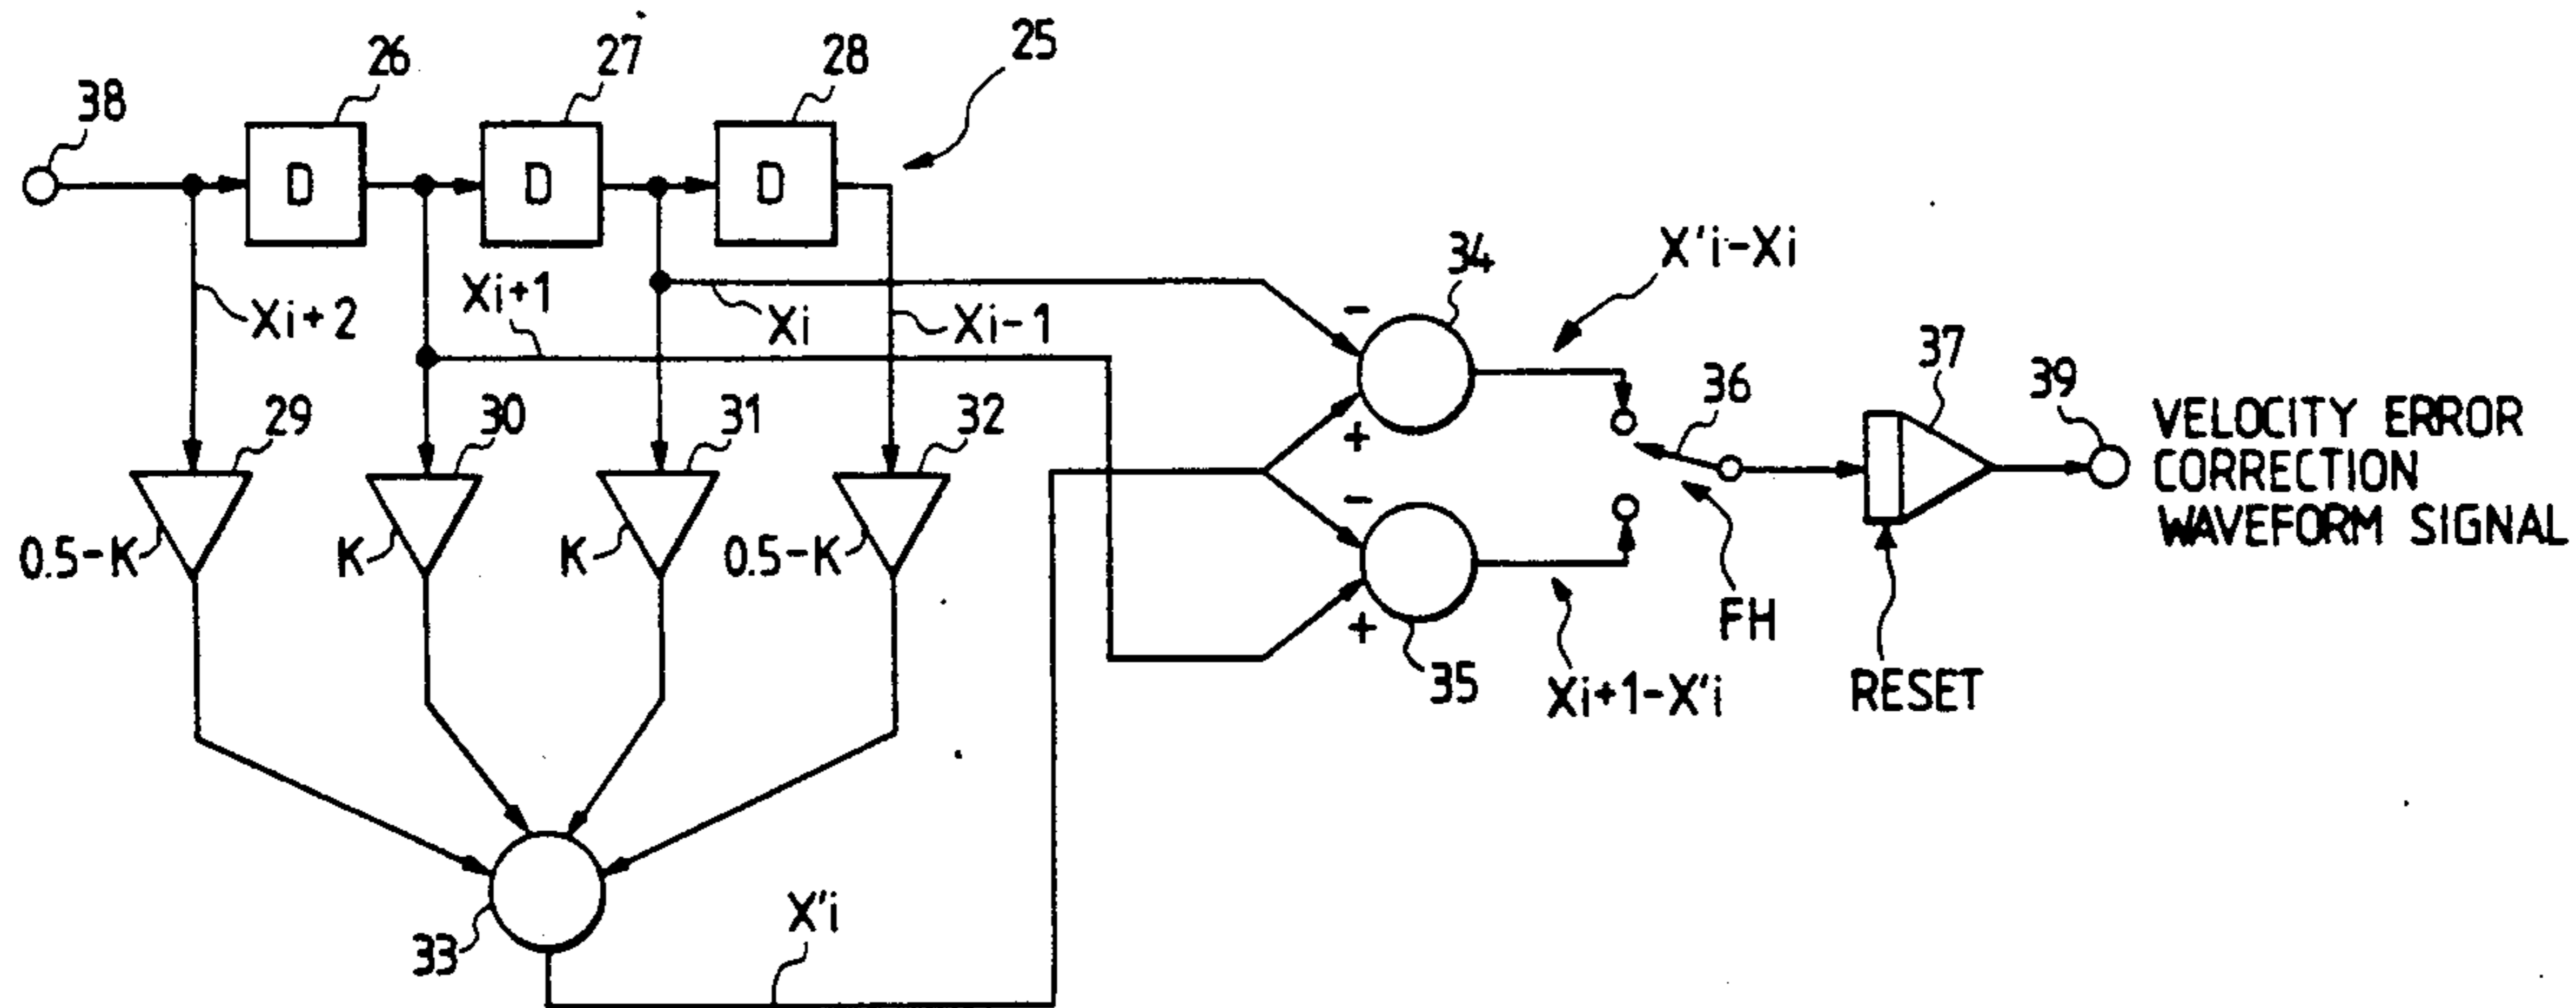 38
26
27
28
25
D
D
D
Xi+2
Xi+1
Xi
Xi-1
34
X'i-Xi
-
+
29
30
31
32
0.5-K
K
K
0.5-K
36
37
39
VELOCITY ERROR
CORRECTION
WAVEFORM SIGNAL
-
+
35
Xi+1-X'i
FH
RESET
33
X'i